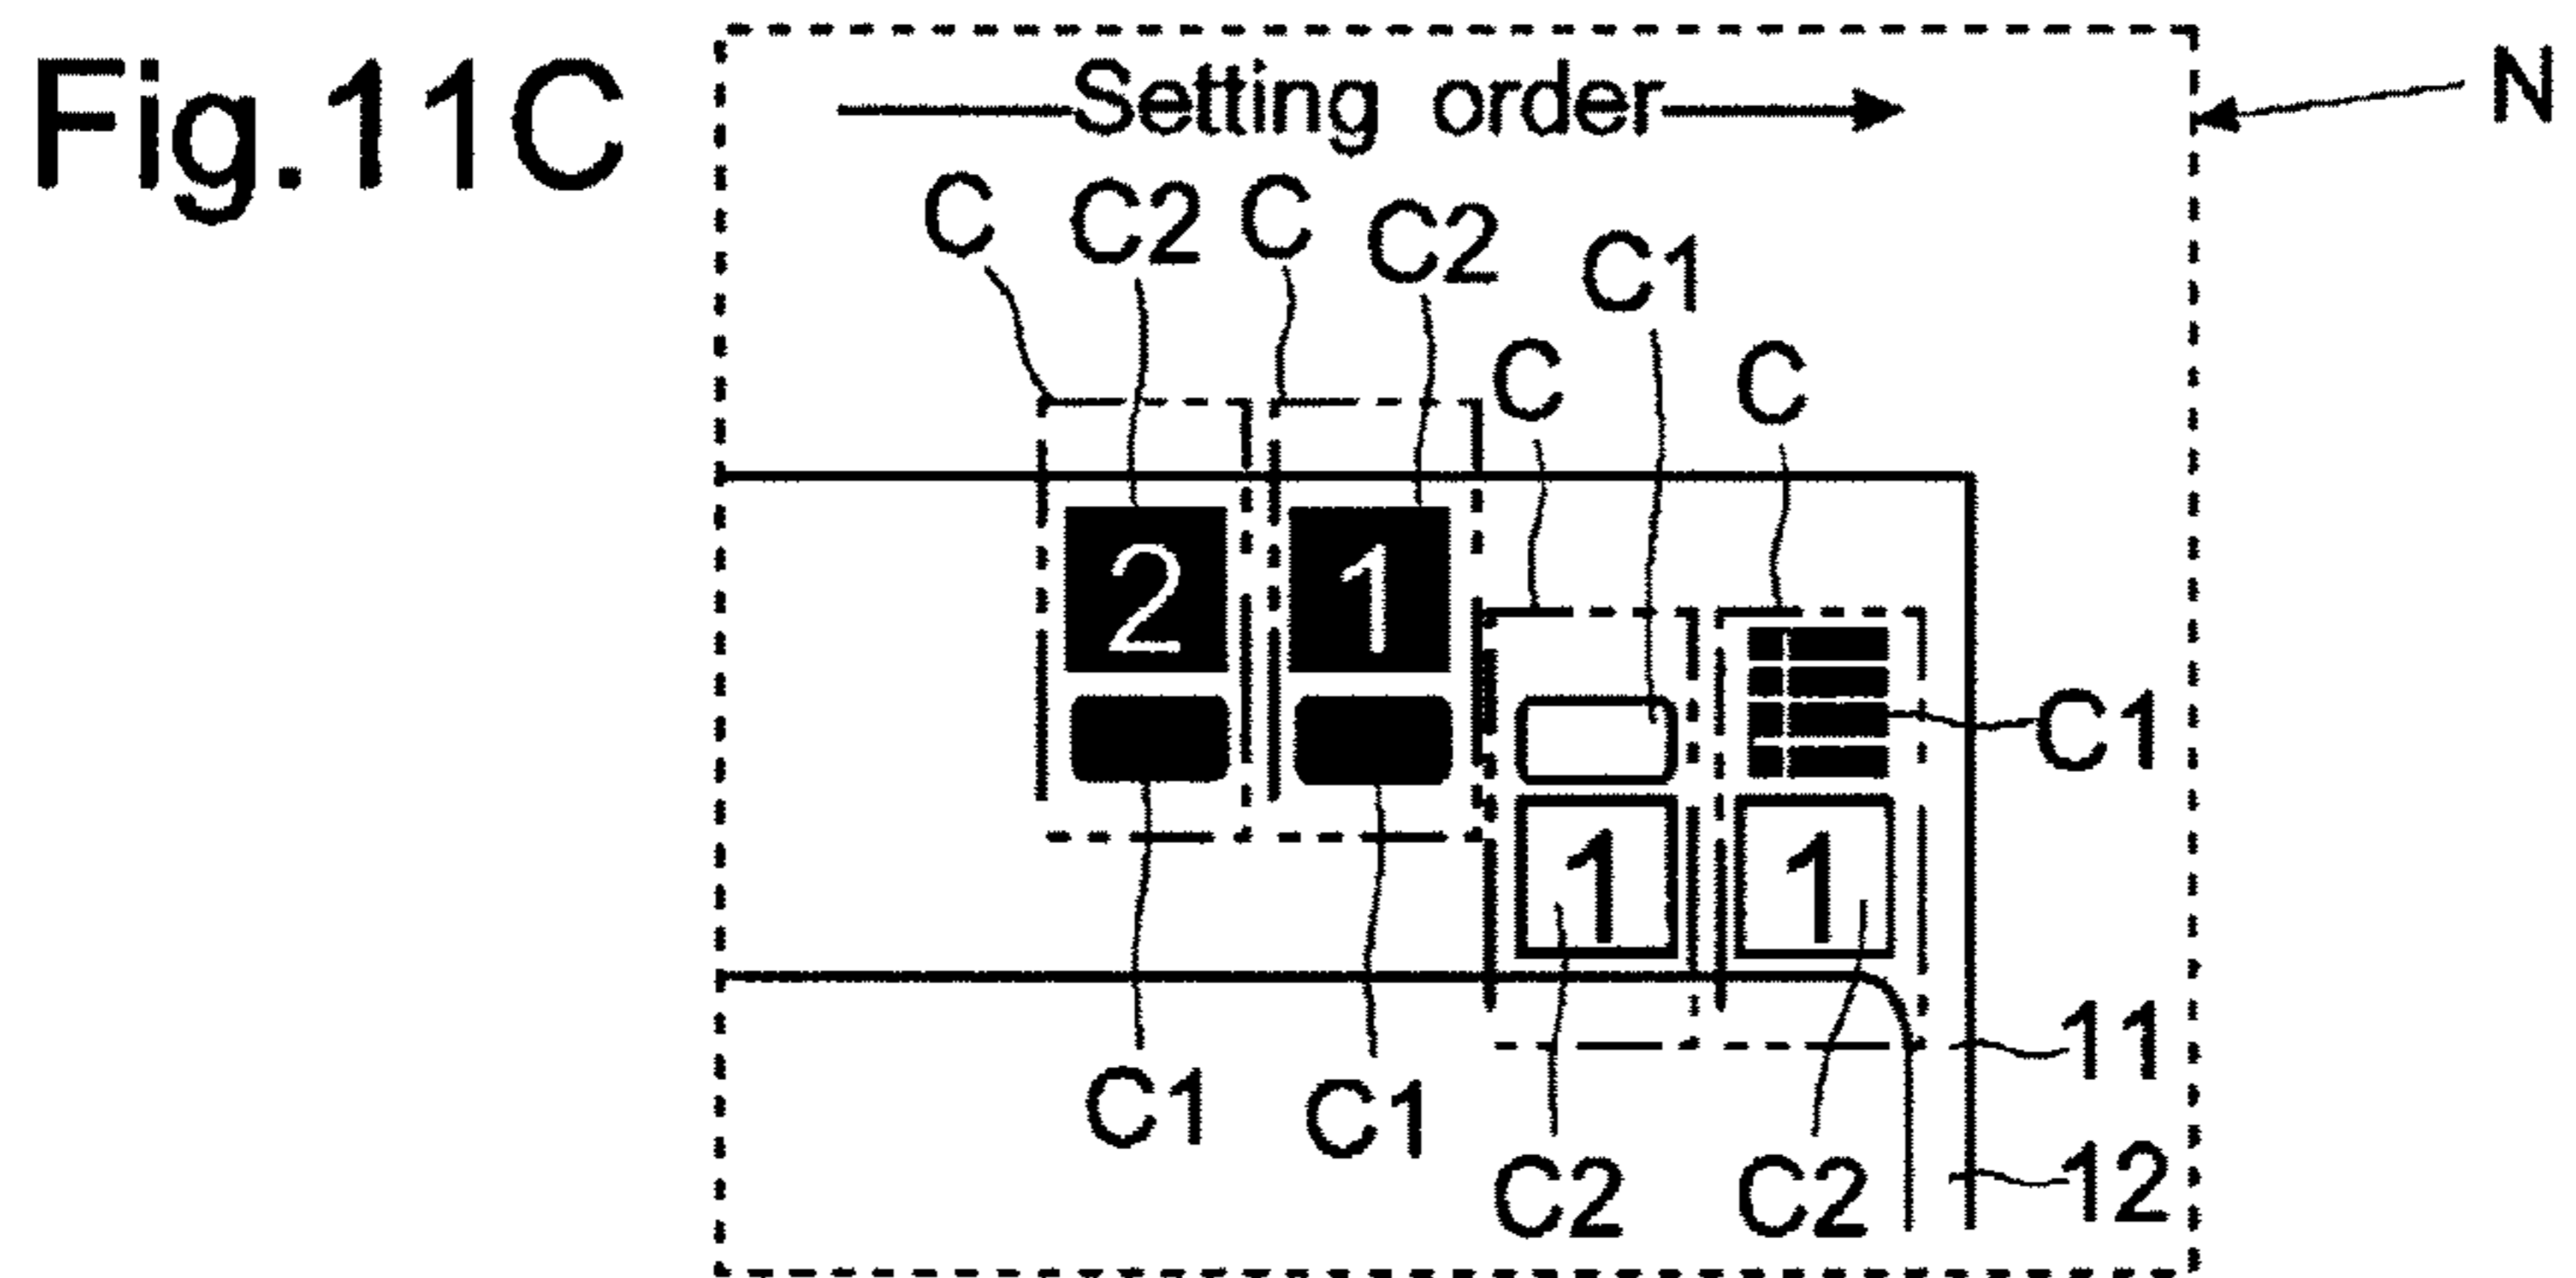 Fig.11C
Setting order
N
C C2 C C2 C1
C C
2 1
C1
1 1
11
C1 C1
12
C2 C2